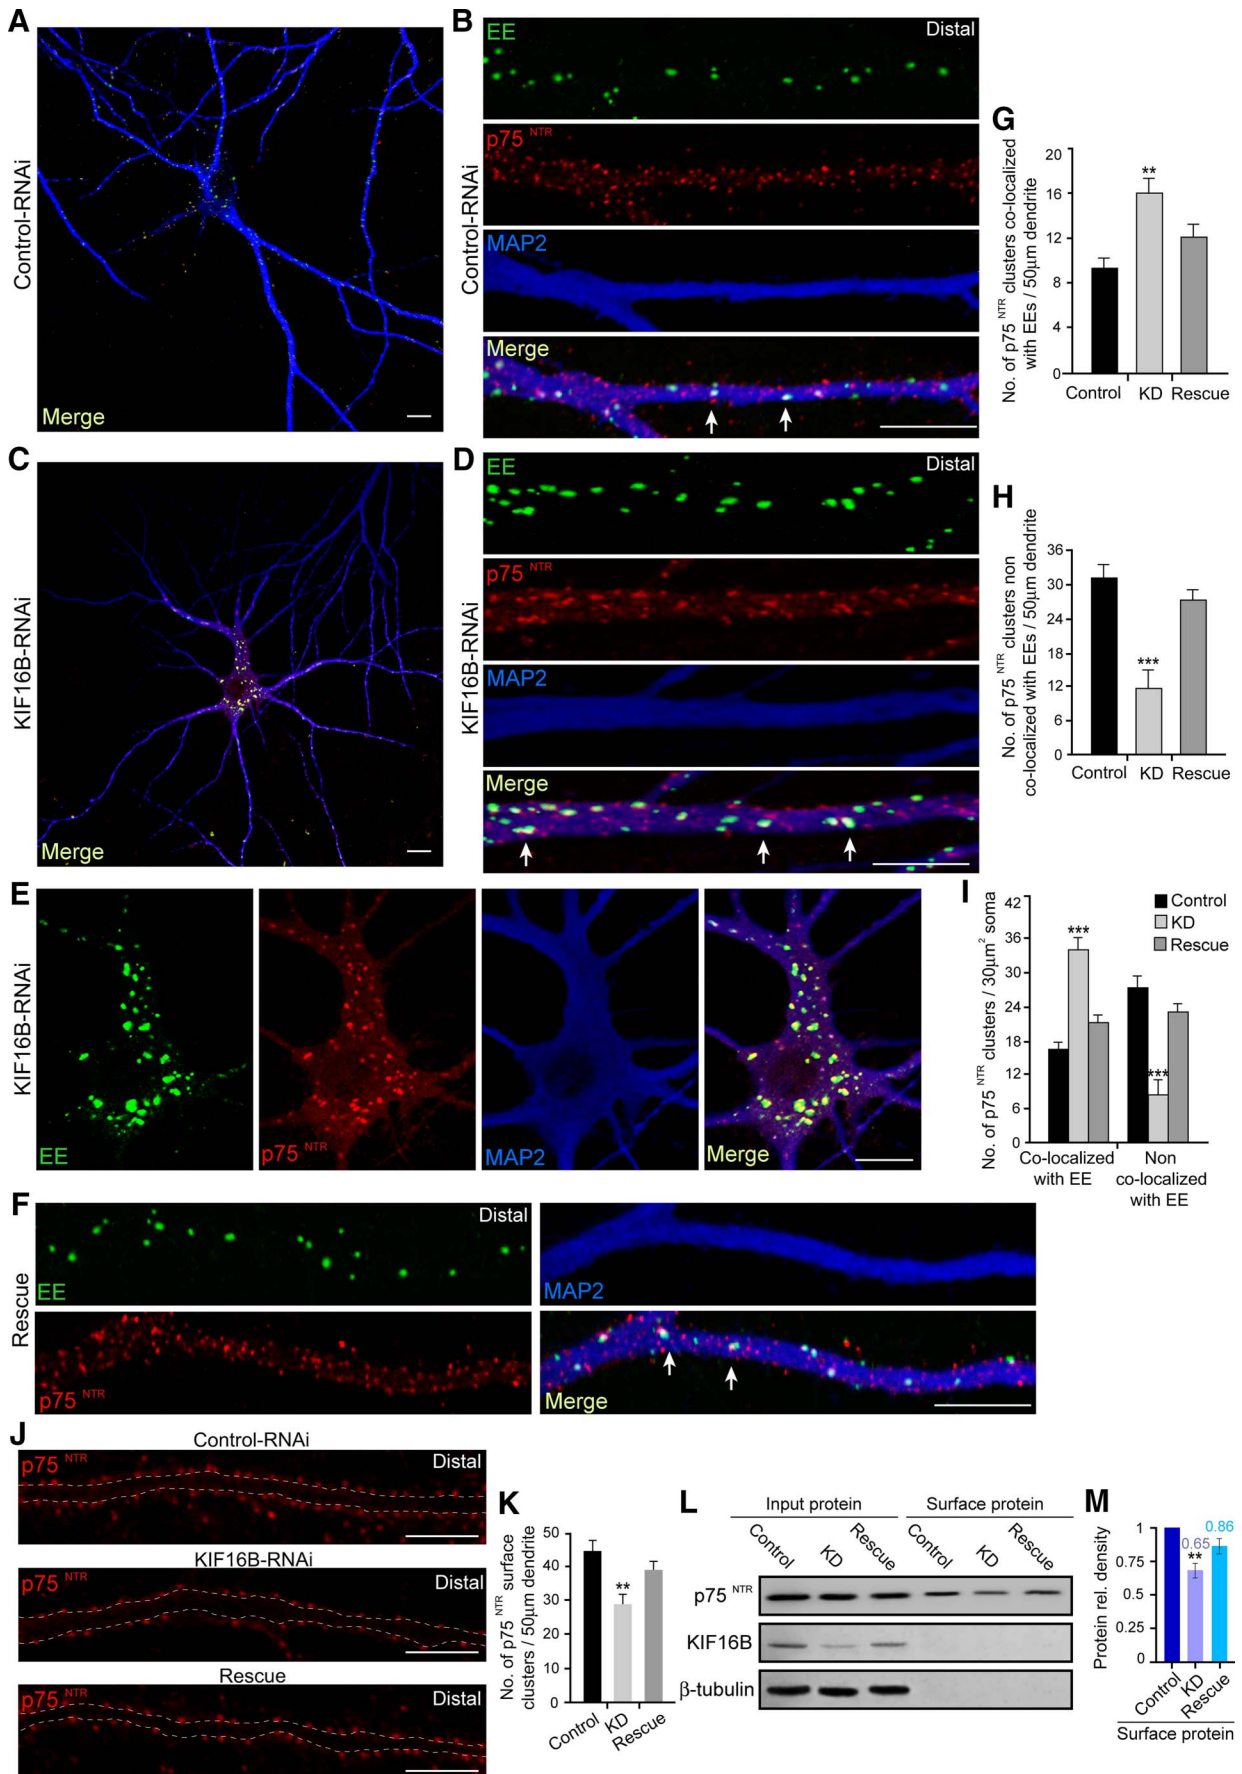 A
Control-RNAi
Merge
B
EE
Distal
p75 NTR
Control-RNAi
MAP2
Merge
C
KIF16B-RNAi
Merge
D
EE
Distal
p75 NTR
KIF16B-RNAi
MAP2
Merge
E
KIF16B-RNAi
EE
p75 NTR
MAP2
Merge
F
Rescue
Distal
EE
MAP2
p75 NTR
Merge
G
No. of p75 NTR clusters co-localized
with EEs / 50µm dendrite
20
16
12
8
4
0
**
Control KD Rescue
H
No. of p75 NTR clusters non
co-localized with EEs / 50µm dendrite
36
30
24
18
12
6
0
***
Control KD Rescue
I
No. of p75 NTR clusters / 30µm2 soma
42
36
30
24
18
12
6
0
***
***
Control
KD
Rescue
Co-localized
with EE
Non
co-localized
with EE
J
Control-RNAi
p75 NTR
Distal
KIF16B-RNAi
p75 NTR
Distal
Rescue
p75 NTR
Distal
K
No. of p75 NTR surface
clusters / 50µm dendrite
50
40
30
20
10
0
**
Control
KD
Rescue
L
Input protein
Surface protein
Control
KD
Rescue
Control
KD
Rescue
p75 NTR
KIF16B
β-tubulin
M
Protein rel. density
1
0.75
0.5
0.25
0
0.65
**
0.86
Control
KD
Rescue
Surface protein